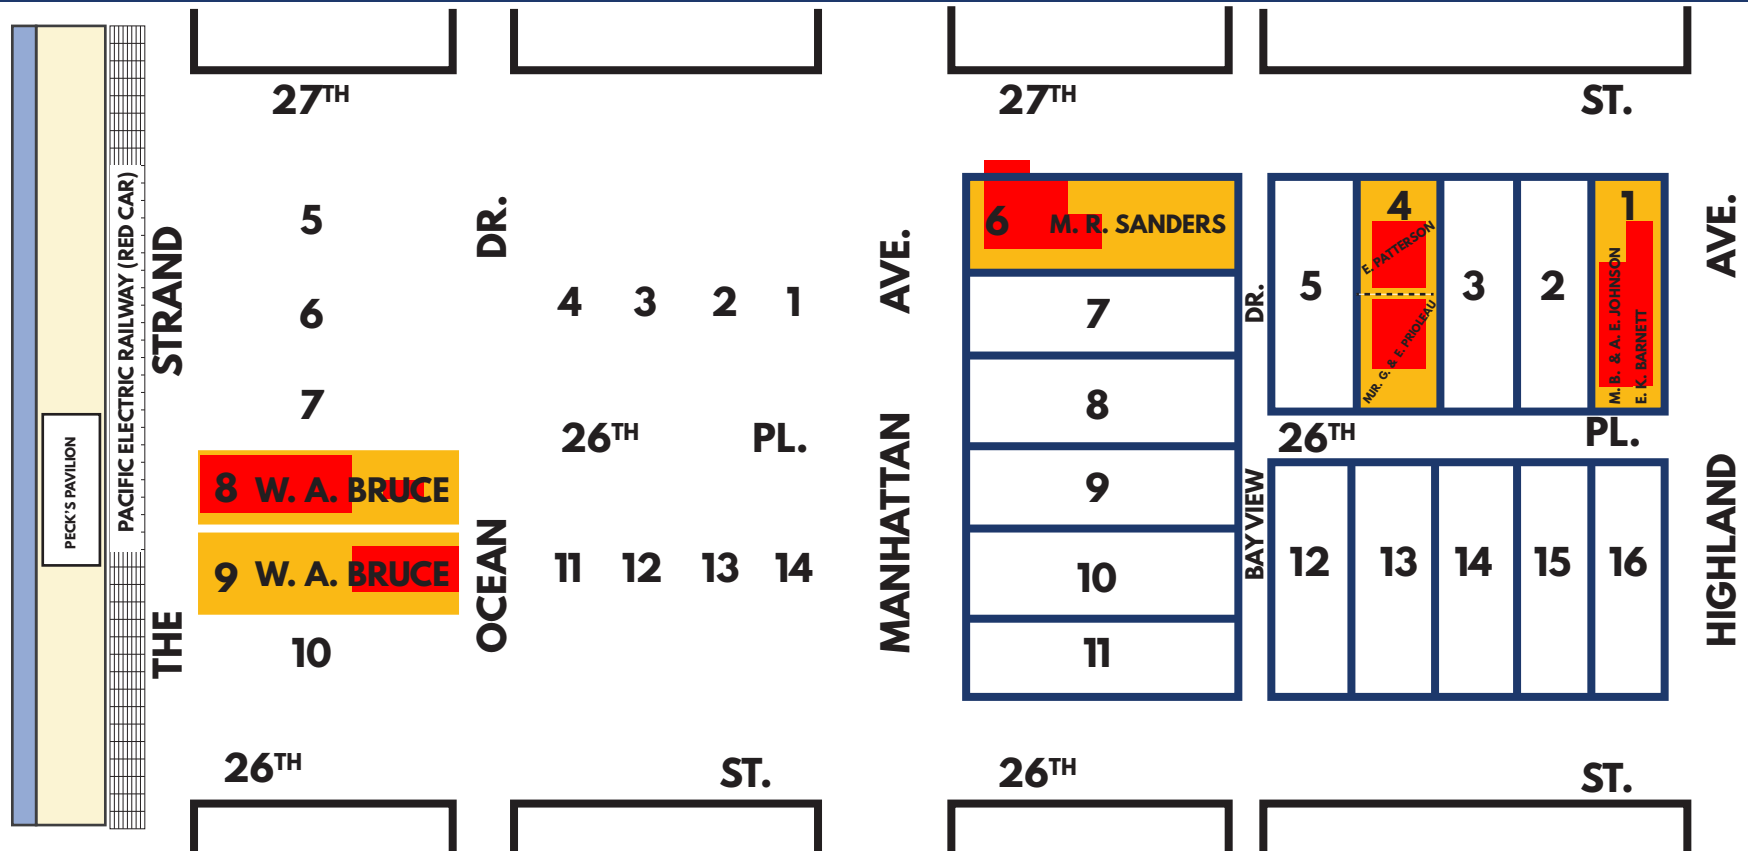 27TH
27TH
ST.
PACIFIC ELECTRIC RAILWAY (RED CAR)
PECK'S PAVILION
THE STRAND
5
6
7
8 W. A. BRUCE
9 W. A. BRUCE
10
OCEAN DR.
4 3 2 1
26TH PL.
11 12 13 14
MANHATTAN AVE.
6 M. R. SANDERS
7
8
9
10
11
BAY VIEW DR.
5
4
E. PATTERSON
MJR. G. & E. PRIOLEAU
3
2
1
M. B. & A. E. JOHNSON
E. K. BARNETT
26TH PL.
12 13 14 15 16
HIGHLAND AVE.
26TH ST.
26TH ST.